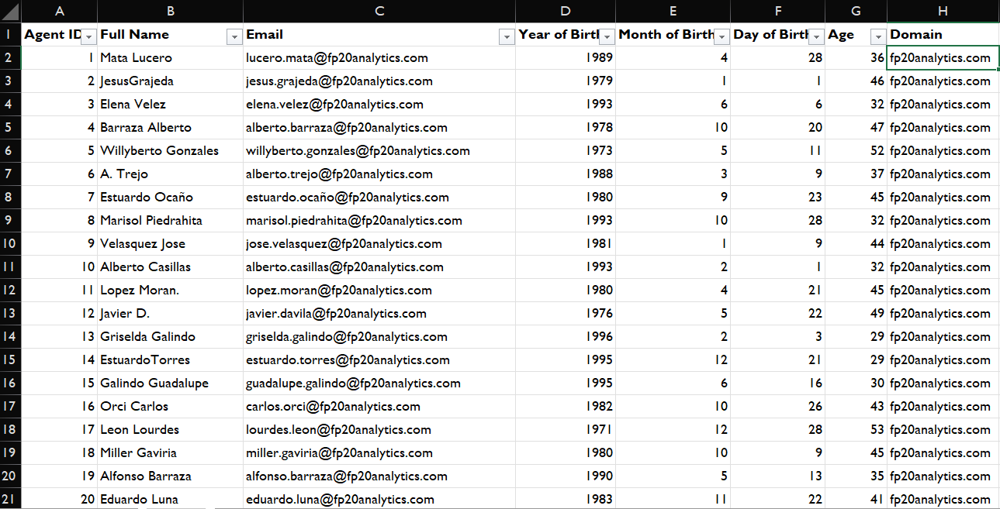 A B C D E F G H
1 Agent ID Full Name Email Year of Birth Month of Birth Day of Birth Age Domain
2 1 Mata Lucero lucero.mata@fp20analytics.com 1989 4 28 36 fp20analytics.com
3 2 JesusGrajeda jesus.grajeda@fp20analytics.com 1979 1 1 46 fp20analytics.com
4 3 Elena Velez elena.velez@fp20analytics.com 1993 6 6 32 fp20analytics.com
5 4 Barraza Alberto alberto.barraza@fp20analytics.com 1978 10 20 47 fp20analytics.com
6 5 Willyberto Gonzales willyberto.gonzales@fp20analytics.com 1973 5 11 52 fp20analytics.com
7 6 A. Trejo alberto.trejo@fp20analytics.com 1988 3 9 37 fp20analytics.com
8 7 Estuardo Ocaño estuardo.ocaño@fp20analytics.com 1980 9 23 45 fp20analytics.com
9 8 Marisol Piedrahita marisol.piedrahita@fp20analytics.com 1993 10 28 32 fp20analytics.com
10 9 Velasquez Jose jose.velasquez@fp20analytics.com 1981 1 9 44 fp20analytics.com
11 10 Alberto Casillas alberto.casillas@fp20analytics.com 1993 2 1 32 fp20analytics.com
12 11 Lopez Moran. lopez.moran@fp20analytics.com 1980 4 21 45 fp20analytics.com
13 12 Javier D. javier.davila@fp20analytics.com 1976 5 22 49 fp20analytics.com
14 13 Griselda Galindo griselda.galindo@fp20analytics.com 1996 2 3 29 fp20analytics.com
15 14 EstuardoTorres estuardo.torres@fp20analytics.com 1995 12 21 29 fp20analytics.com
16 15 Galindo Guadalupe guadalupe.galindo@fp20analytics.com 1995 6 16 30 fp20analytics.com
17 16 Orci Carlos carlos.orci@fp20analytics.com 1982 10 26 43 fp20analytics.com
18 17 Leon Lourdes lourdes.leon@fp20analytics.com 1971 12 28 53 fp20analytics.com
19 18 Miller Gaviria miller.gaviria@fp20analytics.com 1980 10 9 45 fp20analytics.com
20 19 Alfonso Barraza alfonso.barraza@fp20analytics.com 1990 5 13 35 fp20analytics.com
21 20 Eduardo Luna eduardo.luna@fp20analytics.com 1983 11 22 41 fp20analytics.com